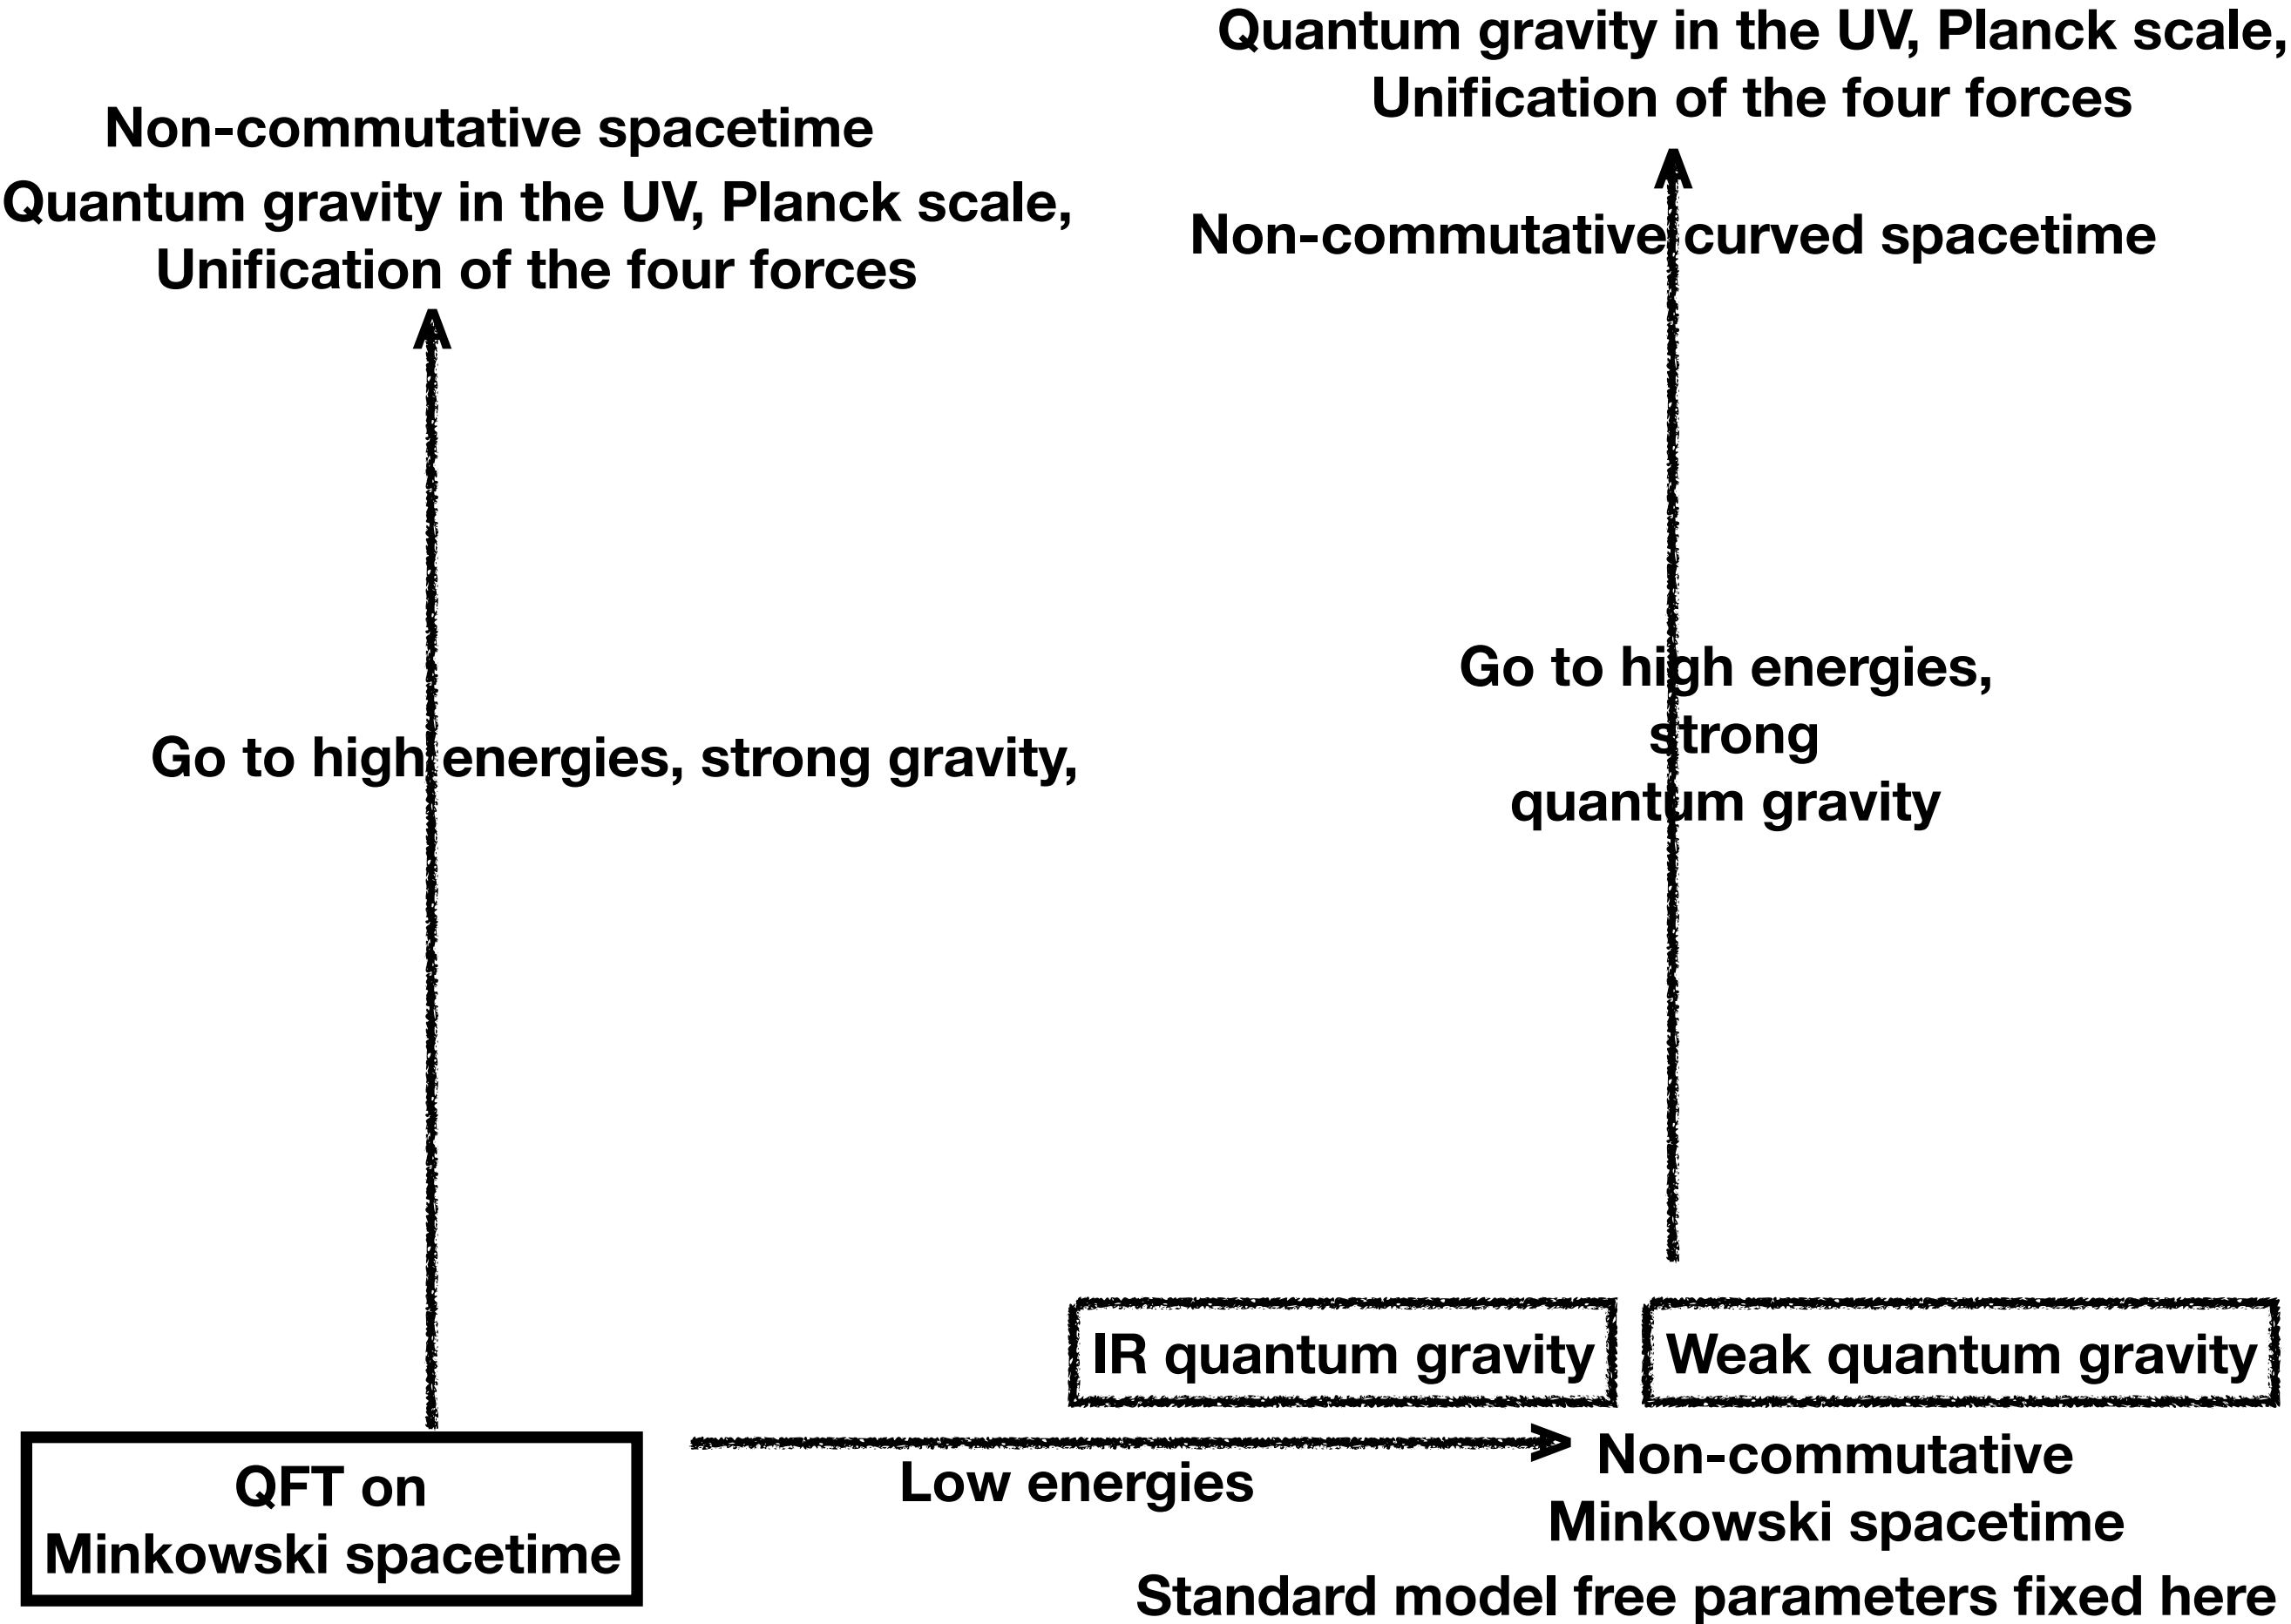 Quantum gravity in the UV, Planck scale,
Unification of the four forces
Non-commutative spacetime
Quantum gravity in the UV, Planck scale,
Unification of the four forces
Non-commutative curved spacetime
Go to high energies, strong gravity,
Go to high energies,
strong
quantum gravity
IR quantum gravity
Weak quantum gravity
QFT on
Minkowski spacetime
Low energies
Non-commutative
Minkowski spacetime
Standard model free parameters fixed here